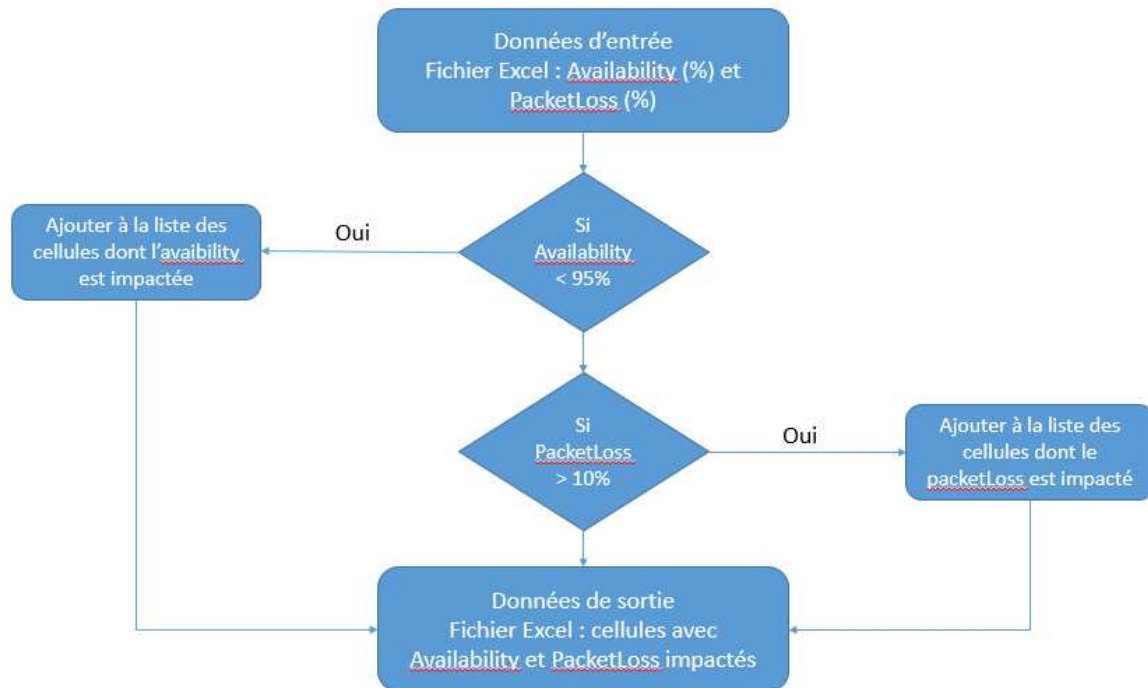 Données d'entrée
Fichier Excel : Availability (%) et
PacketLoss (%)
Si
Availability
< 95%
Oui
Ajouter à la liste des
cellules dont l'avaibility
est impactée
Si
PacketLoss
> 10%
Oui
Ajouter à la liste des
cellules dont le
packetLoss est impacté
Données de sortie
Fichier Excel : cellules avec
Availability et PacketLoss impactés